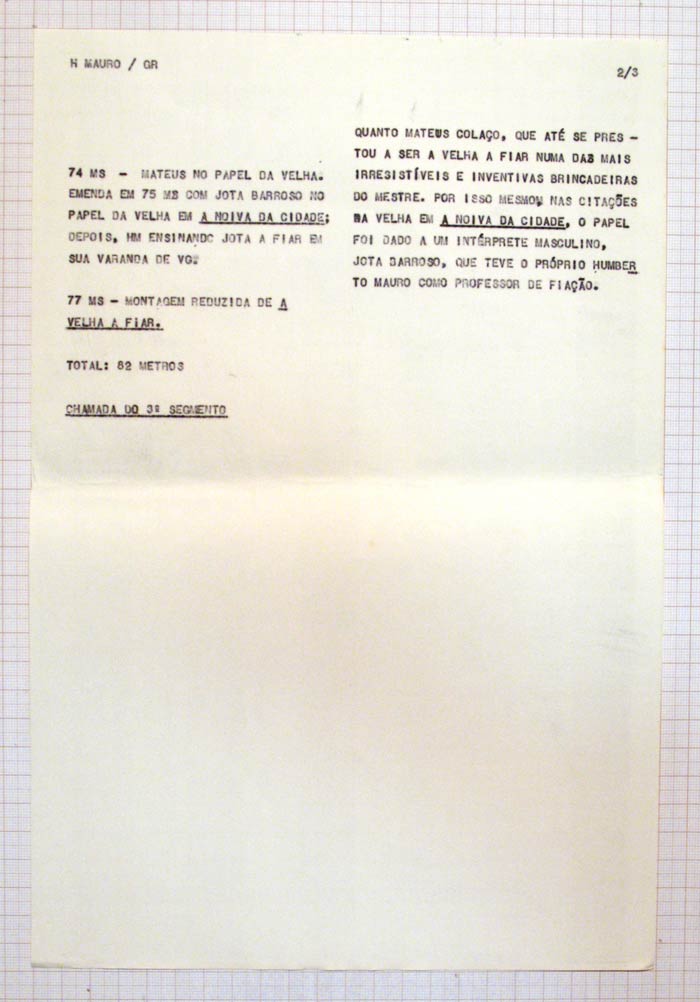 H MAURO / GR
2/3
74 MS - MATEUS NO PAPEL DA VELHA.
EMENDA EM 75 MS COM JOTA BARROSO NO
PAPEL DA VELHA EM A NOIVA DA CIDADE;
DEPOIS, HM ENSINANDO JOTA A FIAR EM
SUA VARANDA DE VG.
77 MS - MONTAGEM REDUZIDA DE A
VELHA A FIAR.
TOTAL: 82 METROS
CHAMADA DO 3º SEGMENTO
QUANTO MATEUS COLAÇO, QUE ATÉ SE PRES -
TOU A SER A VELHA A FIAR NUMA DAS MAIS
IRRESISTÍVEIS E INVENTIVAS BRINCADEIRAS
DO MESTRE. POR ISSO MESMO, NAS CITAÇÕES
DA VELHA EM A NOIVA DA CIDADE, O PAPEL
FOI DADO A UM INTÉRPRETE MASCULINO,
JOTA BARROSO, QUE TEVE O PRÓPRIO HUMBER
TO MAURO COMO PROFESSOR DE FIAÇÃO.